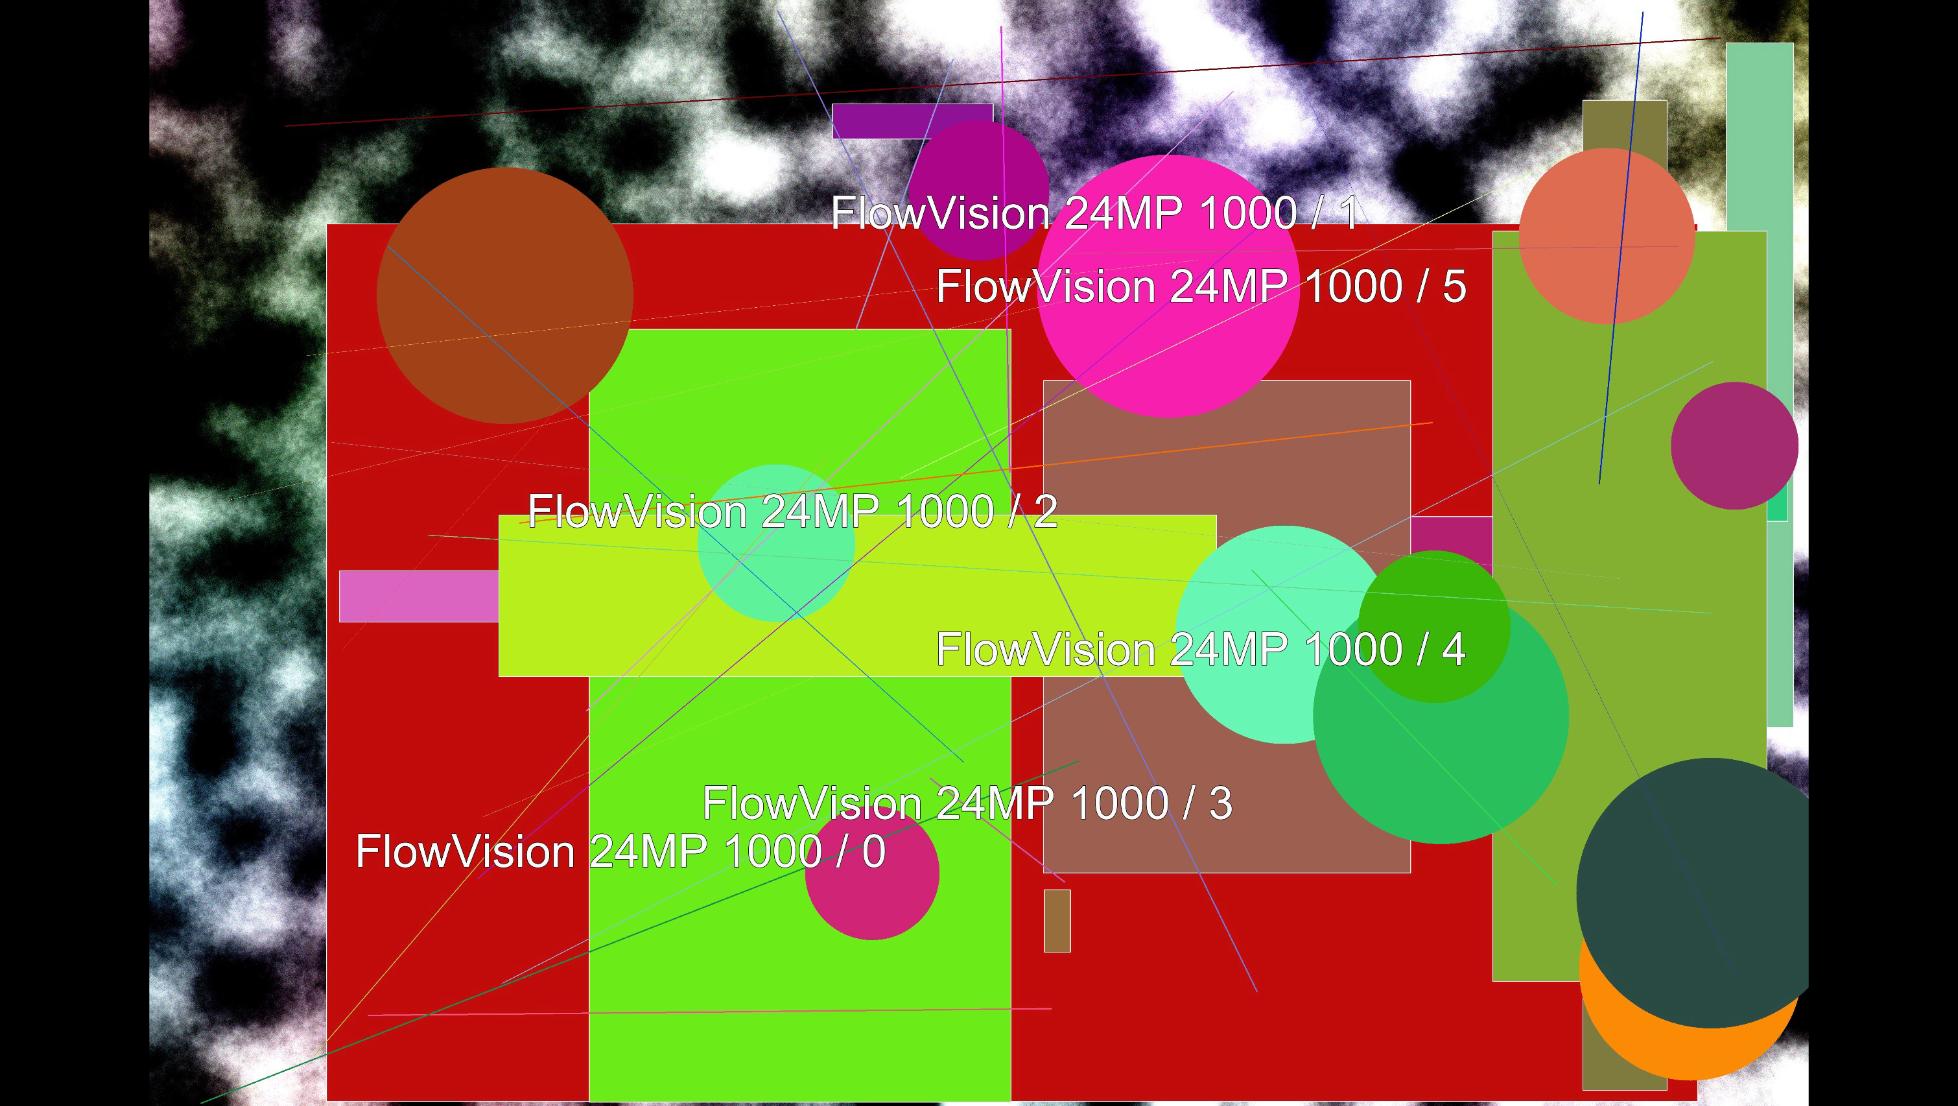 FlowVision 24MP 1000 / 1
FlowVision 24MP 1000 / 5
FlowVision 24MP 1000 / 2
FlowVision 24MP 1000 / 4
FlowVision 24MP 1000 / 3
FlowVision 24MP 1000 / 0